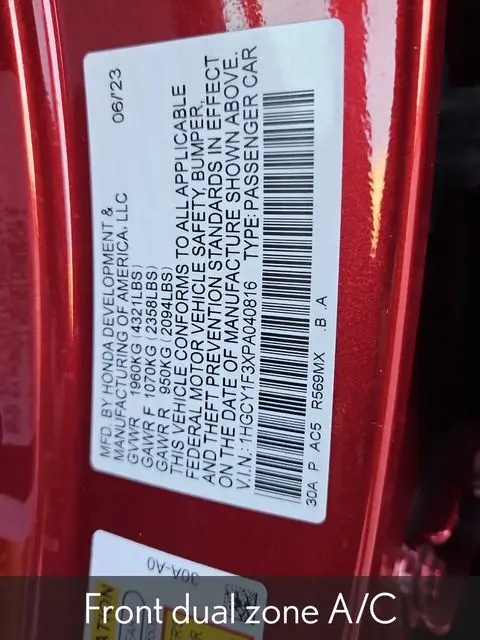 MFD. BY HONDA DEVELOPMENT &
MANUFACTURING OF AMERICA, LLC
06/'23
GVWR 1960KG (4321LBS)
GAWR F 1070KG (2358LBS)
GAWR R 950KG (2094LBS)
THIS VEHICLE CONFORMS TO ALL APPLICABLE
FEDERAL MOTOR VEHICLE SAFETY, BUMPER,
AND THEFT PREVENTION STANDARDS IN EFFECT
ON THE DATE OF MANUFACTURE SHOWN ABOVE.
V.I.N.: 1HGCY1F3XPA040816 TYPE: PASSENGER CAR
30A P AC5 R569MX .B .A
30A-A0
Front dual zone A/C